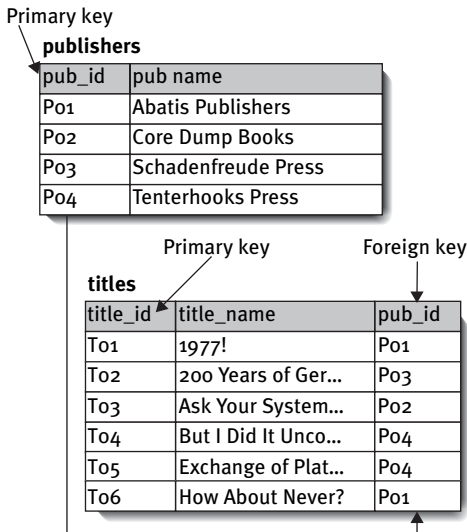 Primary key
publishers
pub_id pub name
P01 Abatis Publishers
P02 Core Dump Books
P03 Schadenfreude Press
P04 Tenterhooks Press
Primary key Foreign key
titles
title_id title_name pub_id
T01 1977! P01
T02 200 Years of Ger... P03
T03 Ask Your System... P02
T04 But I Did It Unco... P04
T05 Exchange of Plat... P04
T06 How About Never? P01